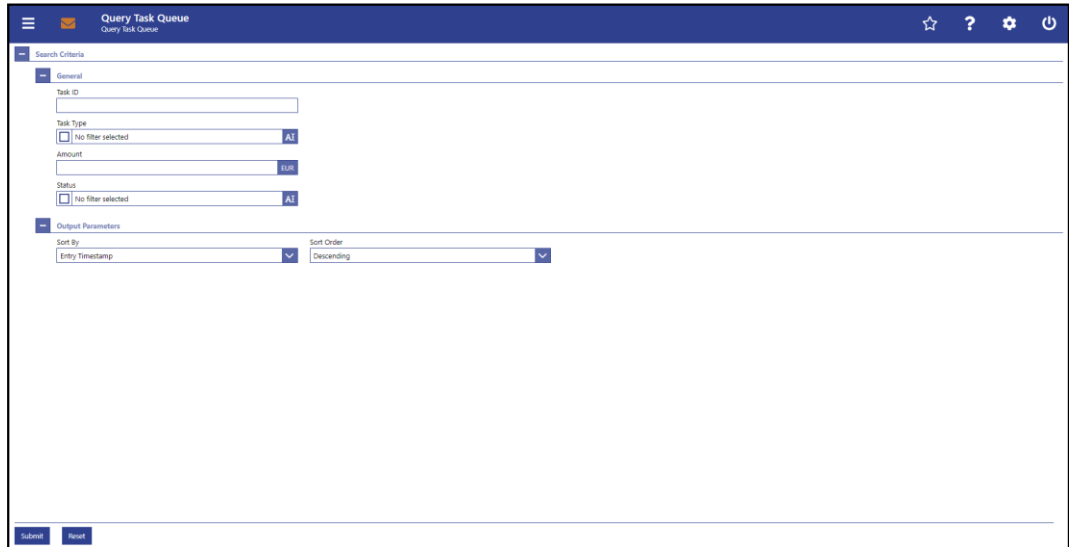 Query Task Queue
Query Task Queue
?
Search Criteria
General
Task ID
Task Type
No filter selected
AI
Amount
EUR
Status
No filter selected
AI
Output Parameters
Sort By
Sort Order
Entry Timestamp
Descending
Submit
Reset